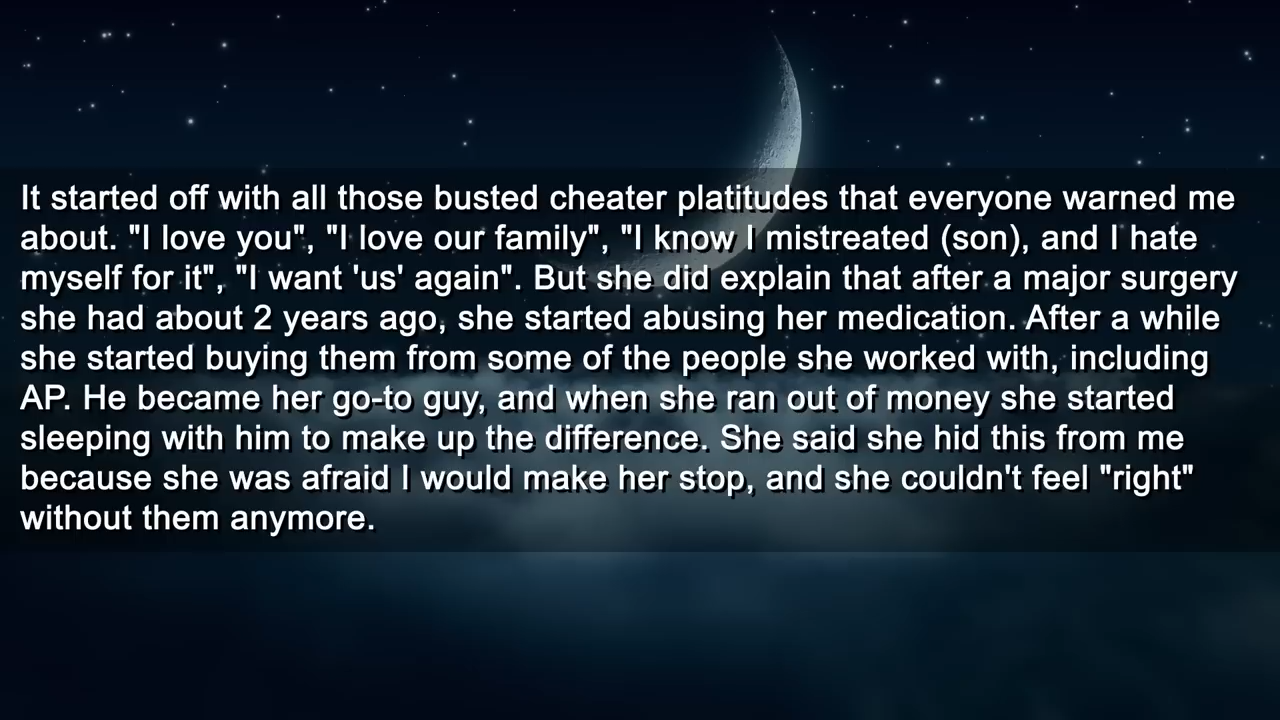 It started off with all those busted cheater platitudes that everyone warned me
about. "I love you", "I love our family", "I know I mistreated (son), and I hate
myself for it", "I want 'us' again". But she did explain that after a major surgery
she had about 2 years ago, she started abusing her medication. After a while
she started buying them from some of the people she worked with, including
AP. He became her go-to guy, and when she ran out of money she started
sleeping with him to make up the difference. She said she hid this from me
because she was afraid I would make her stop, and she couldn't feel "right"
without them anymore.